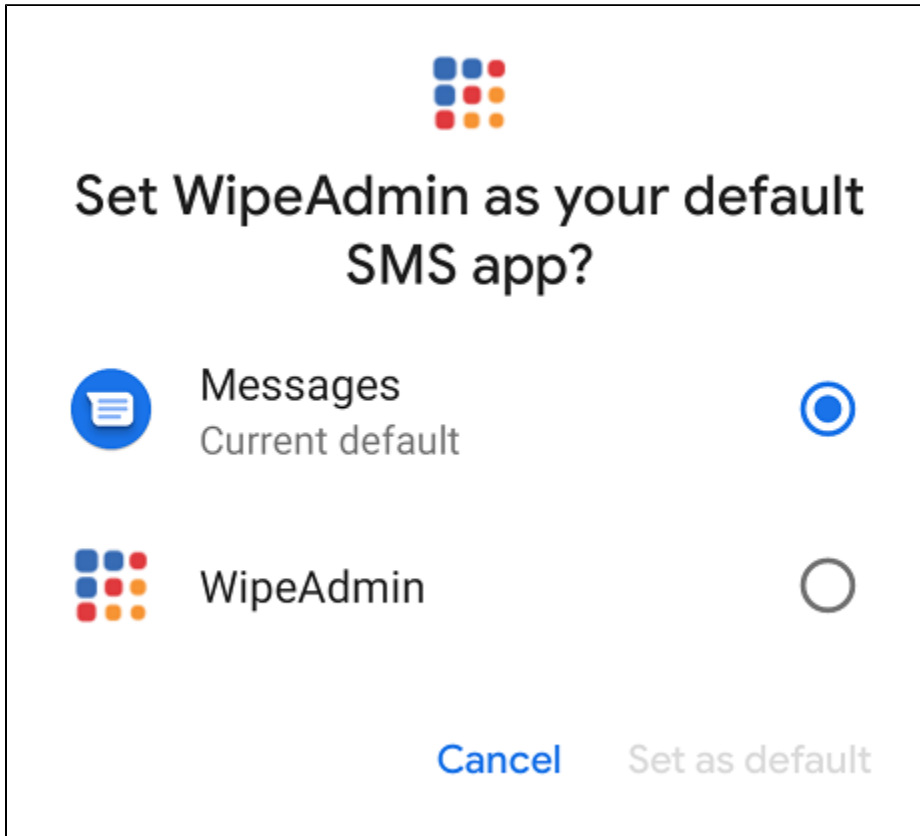 Set WipeAdmin as your default
SMS app?
Messages
Current default
WipeAdmin
Cancel Set as default